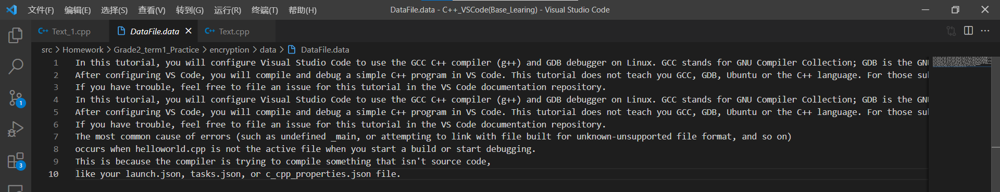 文件(F) 编辑(E) 选择(S) 查看(V) 转到(G) 运行(R) 终端(T) 帮助(H) DataFile.data - C++_VSCode(Base_Learing) - Visual Studio Code
Text_1.cpp DataFile.data Text.cpp
src > Homework > Grade2_term1_Practice > encryption > data > DataFile.data
1 In this tutorial, you will configure Visual Studio Code to use the GCC C++ compiler (g++) and GDB debugger on Linux. GCC stands for GNU Compiler Collection; GDB is the GNU
2 After configuring VS Code, you will compile and debug a simple C++ program in VS Code. This tutorial does not teach you GCC, GDB, Ubuntu or the C++ language. For those
3 If you have trouble, feel free to file an issue for this tutorial in the VS Code documentation repository.
4 In this tutorial, you will configure Visual Studio Code to use the GCC C++ compiler (g++) and GDB debugger on Linux. GCC stands for GNU Compiler Collection; GDB is the GNU
5 After configuring VS Code, you will compile and debug a simple C++ program in VS Code. This tutorial does not teach you GCC, GDB, Ubuntu or the C++ language. For those
6 If you have trouble, feel free to file an issue for this tutorial in the VS Code documentation repository.
7 The most common cause of errors (such as undefined _main, or attempting to link with file built for unknown-unsupported file format, and so on)
8 occurs when helloworld.cpp is not the active file when you start a build or start debugging.
9 This is because the compiler is trying to compile something that isn't source code,
10 like your launch.json, tasks.json, or c_cpp_properties.json file.
1
3